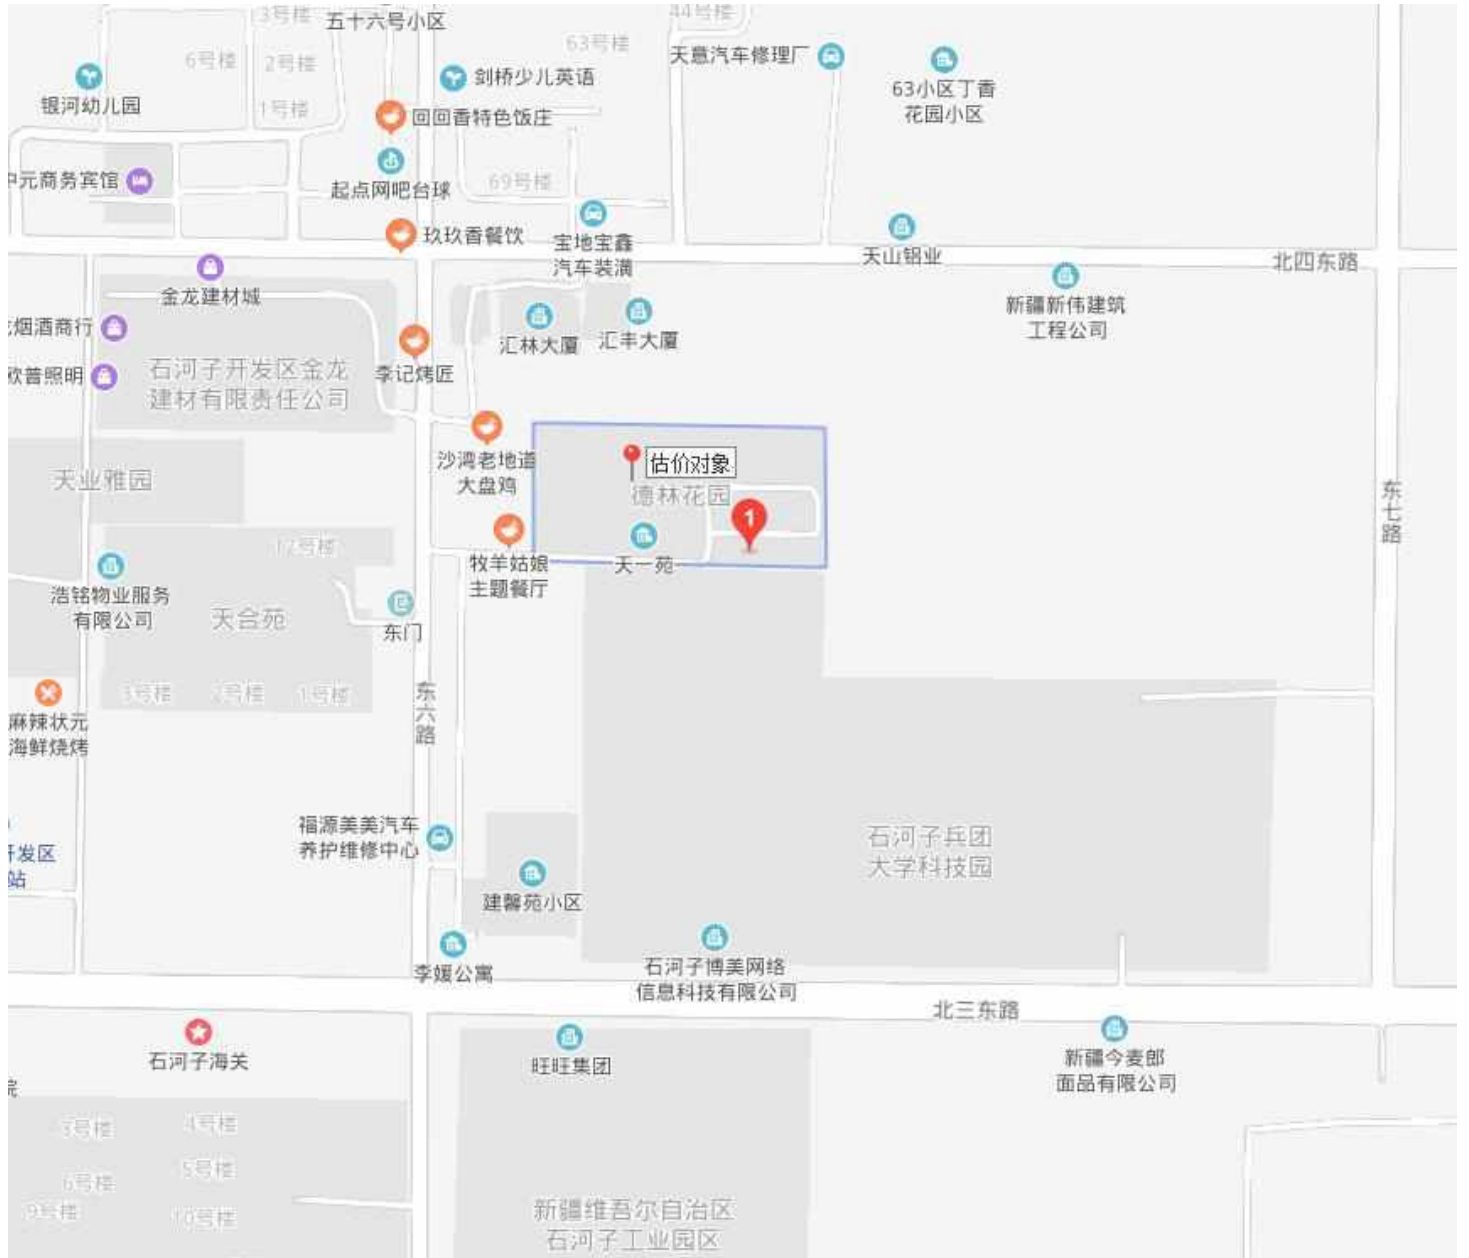 3号楼
五十六号小区
44号楼
63号楼
天意汽车修理厂
6号楼
2号楼
剑桥少儿英语
63小区丁香
花园小区
银河幼儿园
1号楼
回回香特色饭庄
中元商务宾馆
起点网吧台球
69号楼
玖玖香餐饮
宝地宝鑫
汽车装潢
天山铝业
北四东路
金龙建材城
新疆新伟建筑
工程公司
烟酒商行
汇林大厦
汇丰大厦
欧普照明
石河子开发区金龙
建材有限责任公司
李记烤匠
沙湾老地道
大盘鸡
估价对象
德林花园
天业雅园
1
东七路
17号楼
牧羊姑娘
主题餐厅
天一苑
浩铭物业服务
有限公司
天合苑
东门
3号楼
2号楼
1号楼
东六路
麻辣状元
海鲜烧烤
福源美美汽车
养护维修中心
开发区
站
石河子兵团
大学科技园
建馨苑小区
李媛公寓
石河子博美网络
信息科技有限公司
北三东路
石河子海关
旺旺集团
新疆今麦郎
面品有限公司
院
3号楼
4号楼
5号楼
6号楼
9号楼
10号楼
新疆维吾尔自治区
石河子工业园区